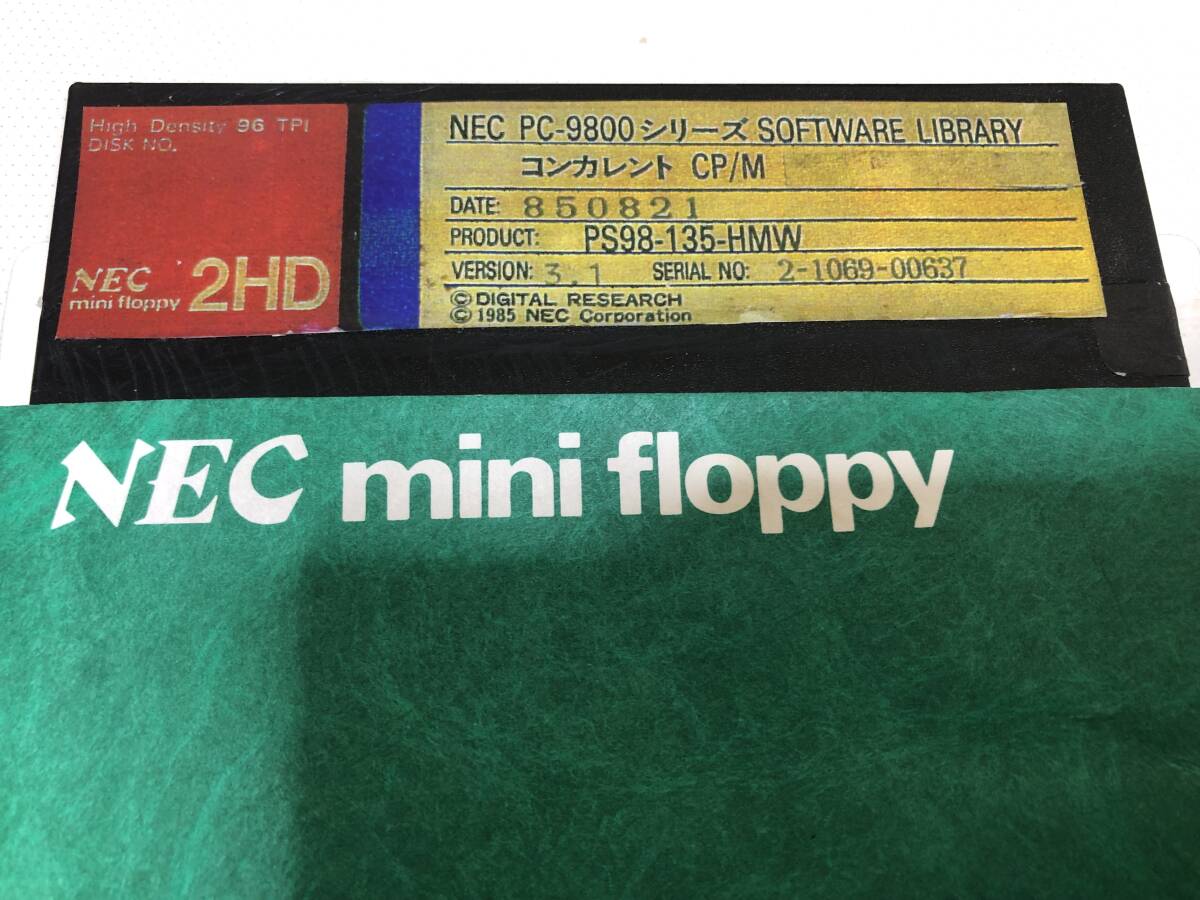 High Density 96 TPI
DISK NO.
NEC
mini floppy 2HD
NEC PC-9800シリーズ SOFTWARE LIBRARY
コンカレント CP/M
DATE: 850821
PRODUCT: PS98-135-HMW
VERSION: 3.1 SERIAL NO: 2-1069-00637
©DIGITAL RESEARCH
©1985 NEC Corporation
NEC mini floppy